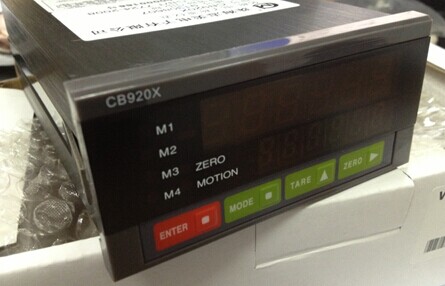 CB920X
M1
M2
M3 ZERO
M4 MOTION
ENTER
MODE
TARE
ZERO